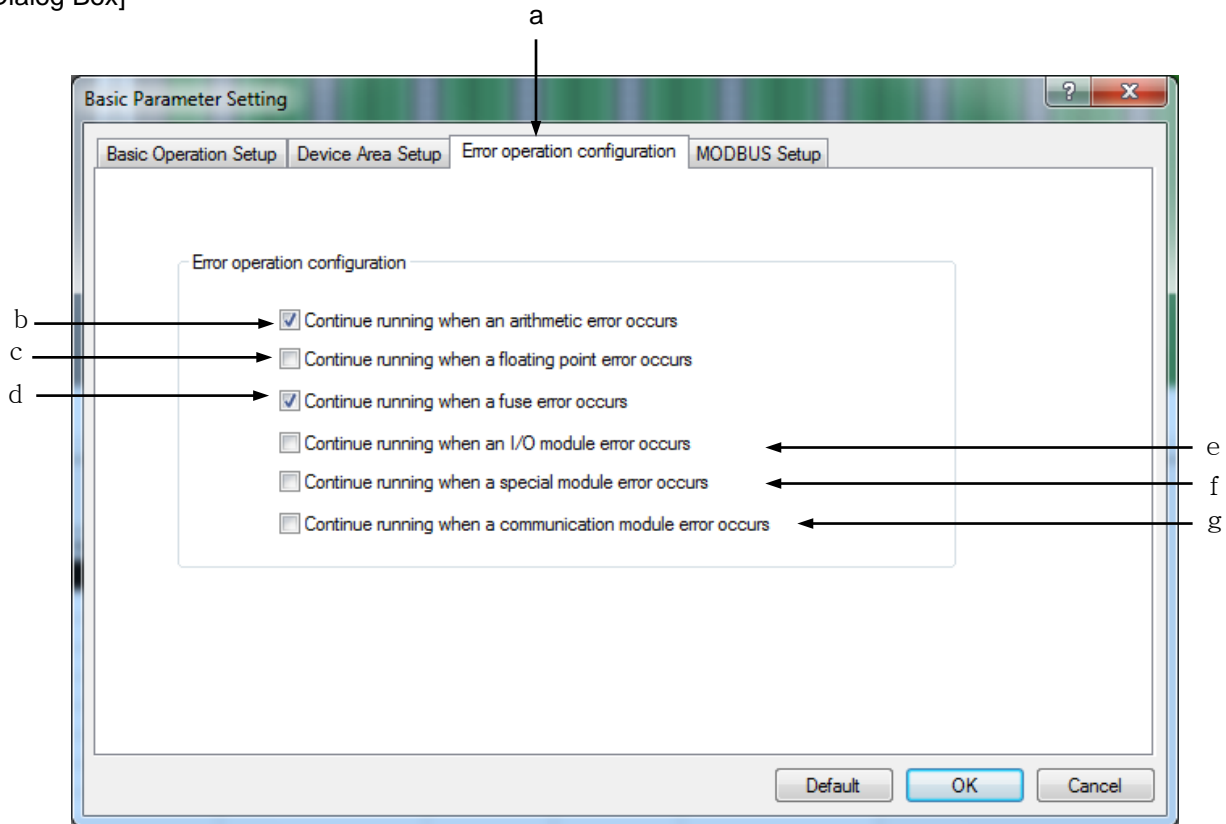 Dialog Box]
a
Basic Parameter Setting
? X
Basic Operation Setup Device Area Setup Error operation configuration MODBUS Setup
Error operation configuration
b Continue running when an arithmetic error occurs
c Continue running when a floating point error occurs
d Continue running when a fuse error occurs
Continue running when an I/O module error occurs e
Continue running when a special module error occurs f
Continue running when a communication module error occurs g
Default OK Cancel